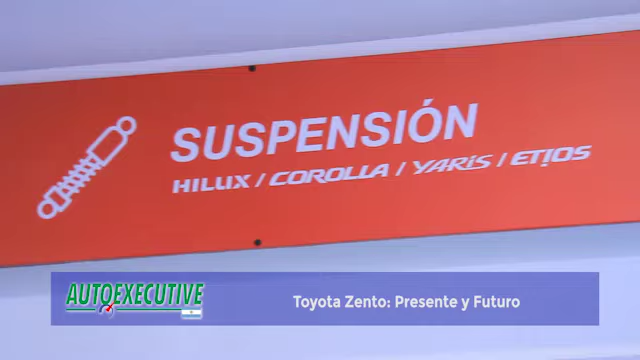 SUSPENSIÓN
HILUX / COROLLA / YARiS / ETIOS
AUTOEXECUTIVE
Toyota Zento: Presente y Futuro